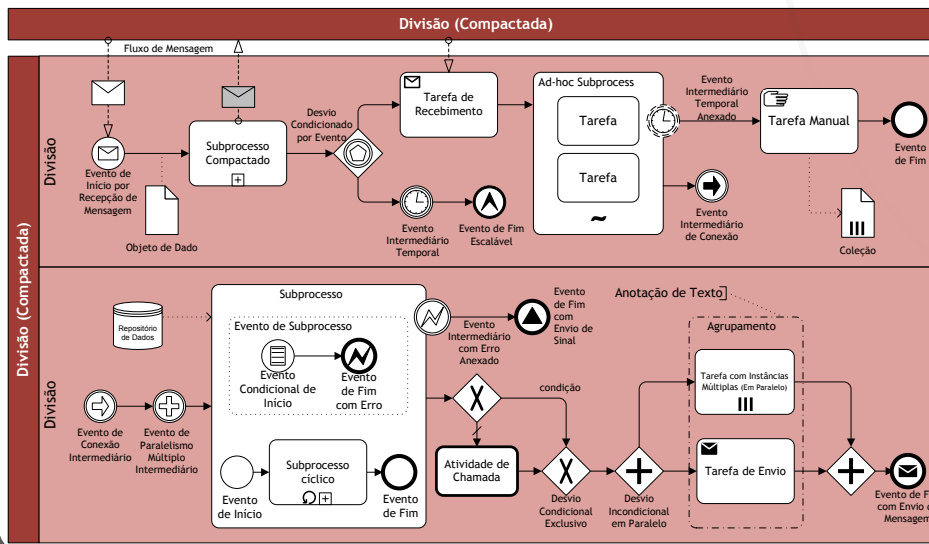 Divisão (Compactada)
Fluxo de Mensagem
Divisão (Compactada)
Divisão
Evento de
Início por
Recepção de
Mensagem
Objeto de Dado
Subprocesso
Compactado
Desvio
Condicionado
por Evento
Tarefa de
Recebimento
Evento
Intermediário
Temporal
Evento de Fim
Escalável
Ad-hoc Subprocess
Tarefa
Tarefa
~
Evento
Intermediário
Temporal
Anexado
Evento
Intermediário
de Conexão
Tarefa Manual
Coleção
Evento
de Fim
Divisão
Repositório
de Dados
Evento de
Conexão
Intermediário
Evento de
Paralelismo
Múltiplo
Intermediário
Subprocesso
Evento de Subprocesso
Evento
Condicional de
Início
Evento
de Fim
com Erro
Evento
de Início
Subprocesso
cíclico
Evento
de Fim
Evento
Intermediário
com Erro
Anexado
Evento
de Fim
com
Envio de
Sinal
condição
Atividade de
Chamada
Desvio
Condicional
Exclusivo
Desvio
Incondicional
em Paralelo
Anotação de Texto
Agrupamento
Tarefa com Instâncias
Múltiplas (Em Paralelo)
Tarefa de Envio
Evento de F
com Envio
Mensagem